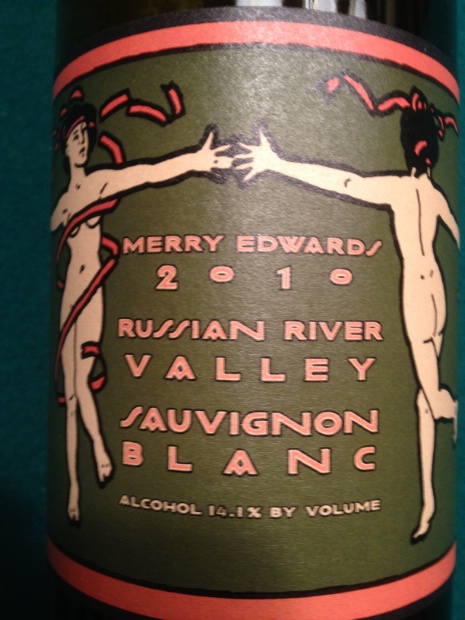 MERRY EDWARDS
2010
RUSSIAN RIVER
VALLEY
SAUVIGNON
BLANC
ALCOHOL 14.1% BY VOLUME